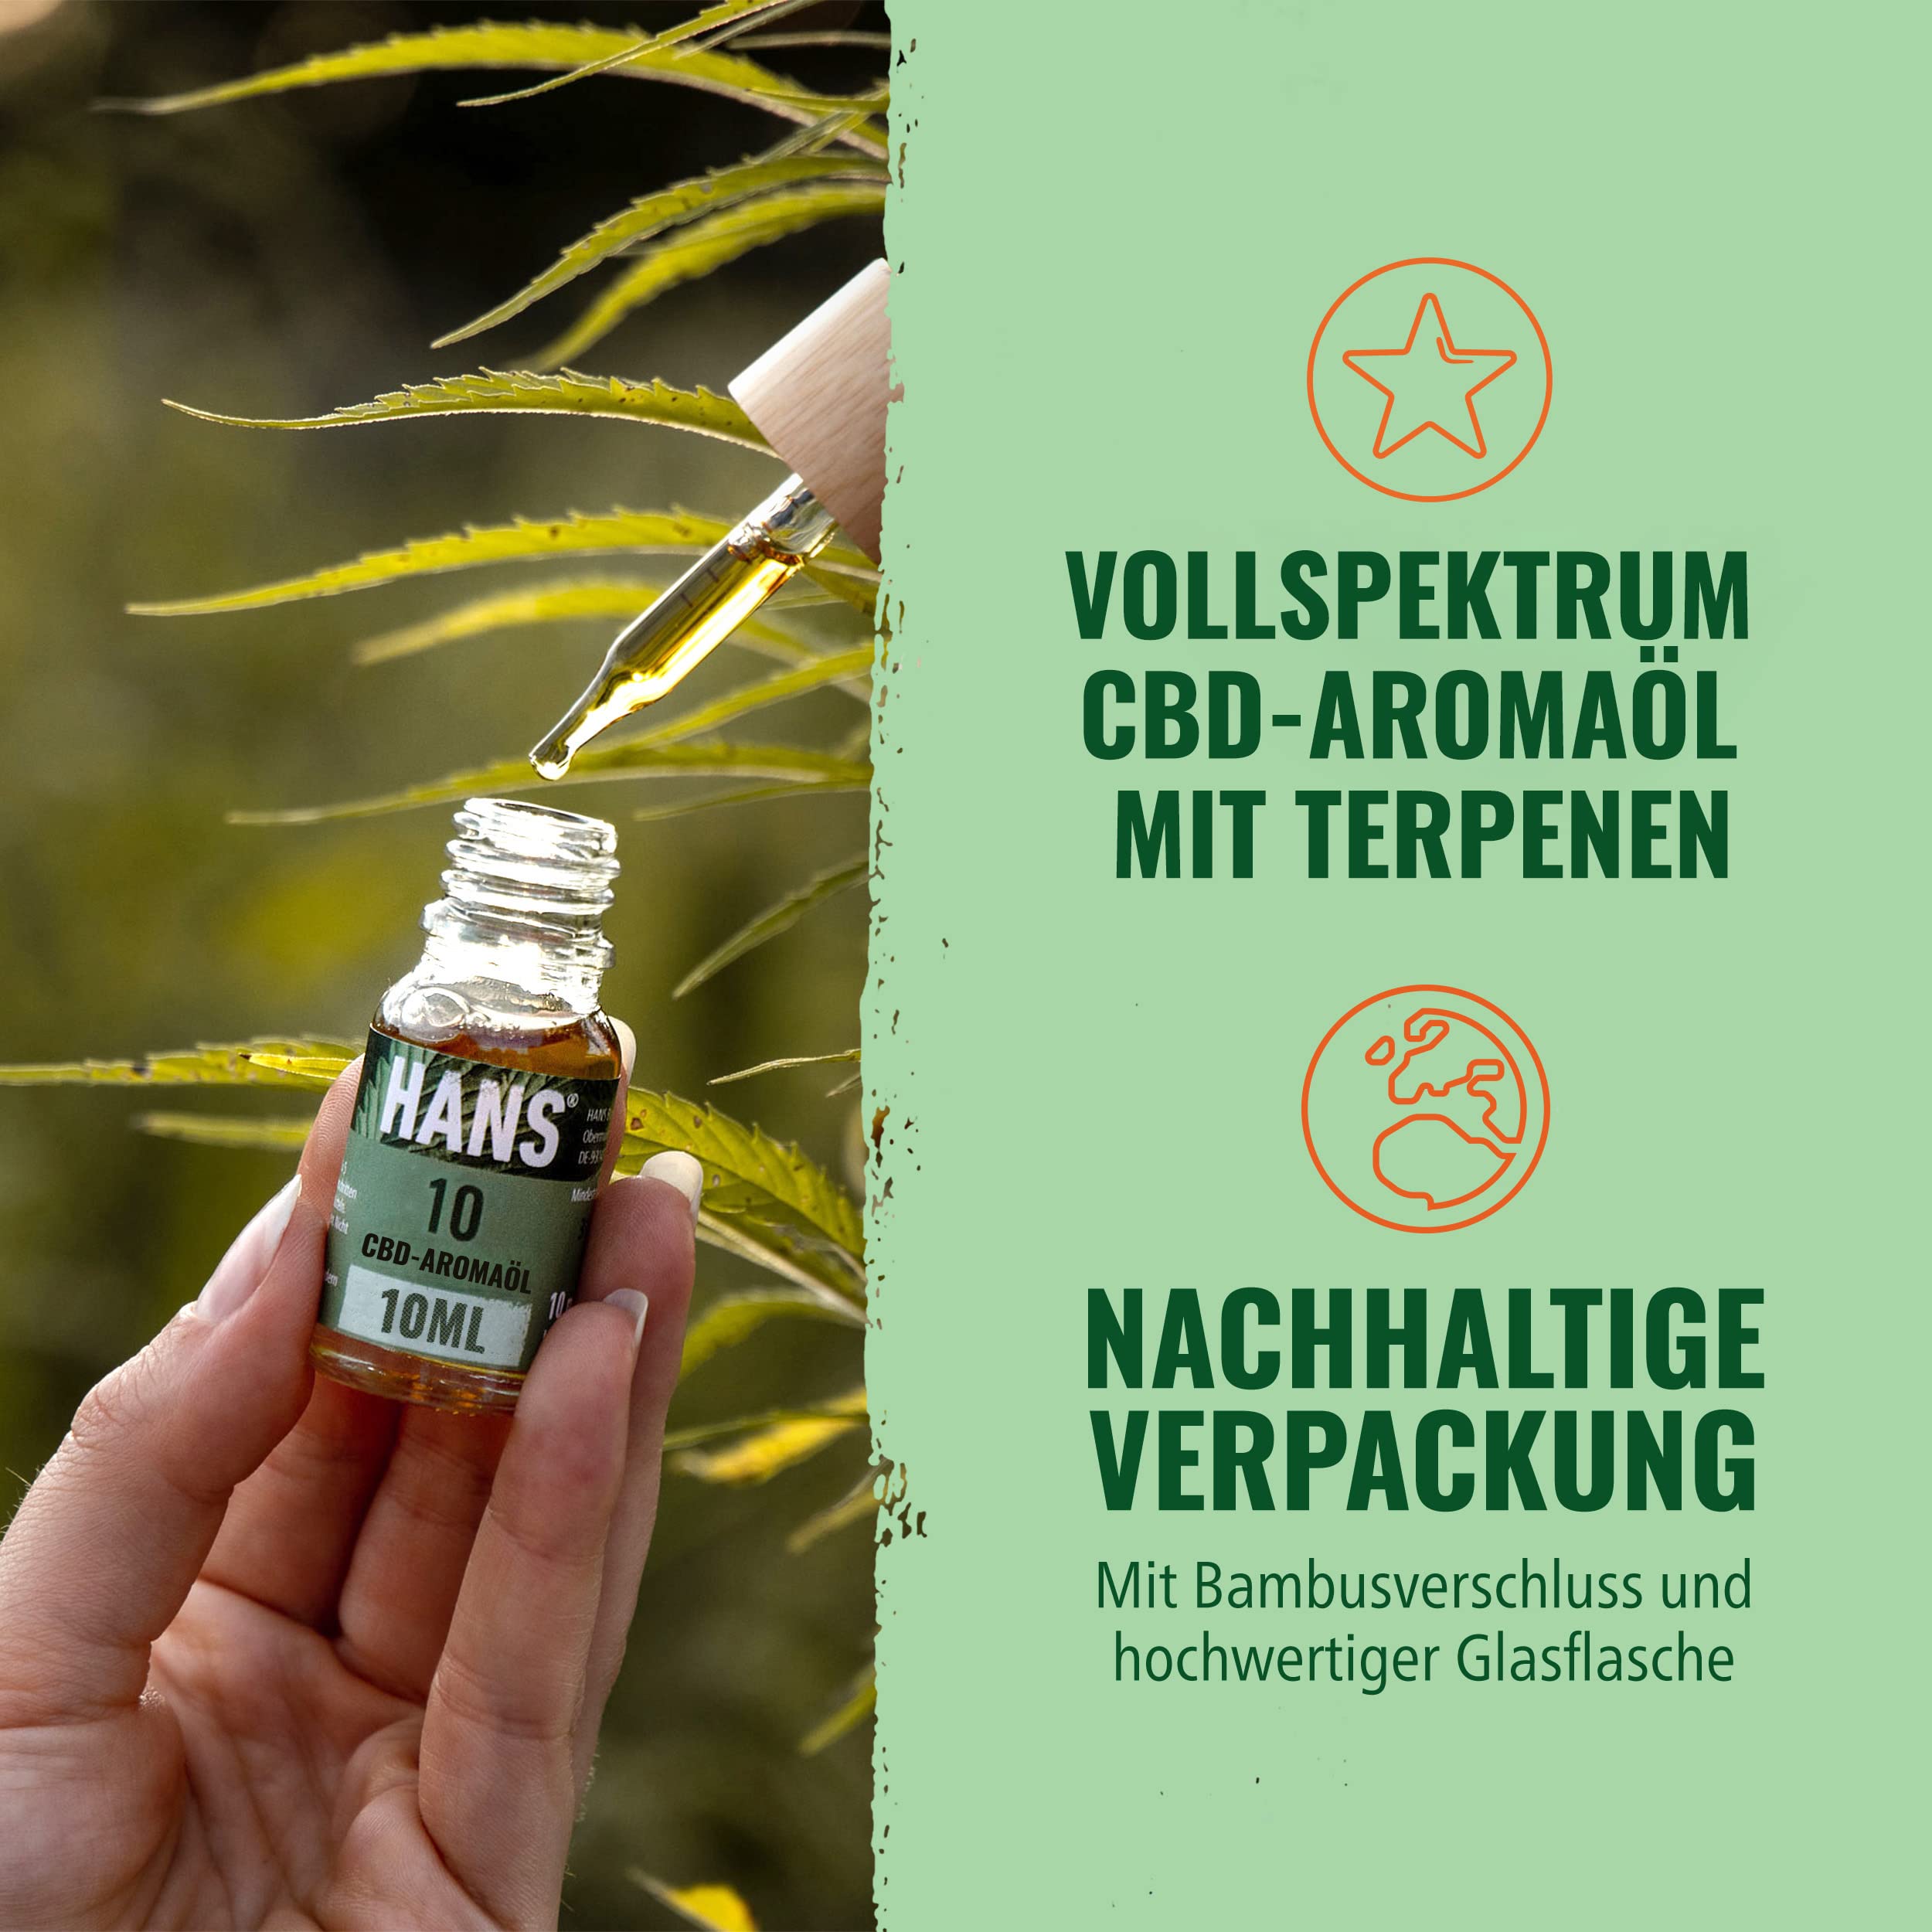 VOLLSPEKTRUM
CBD-AROMAÖL
MIT TERPENEN
NACHHALTIGE
VERPACKUNG
Mit Bambusverschluss und
hochwertiger Glasflasche
HANS®
10
CBD-AROMAÖL
10ML